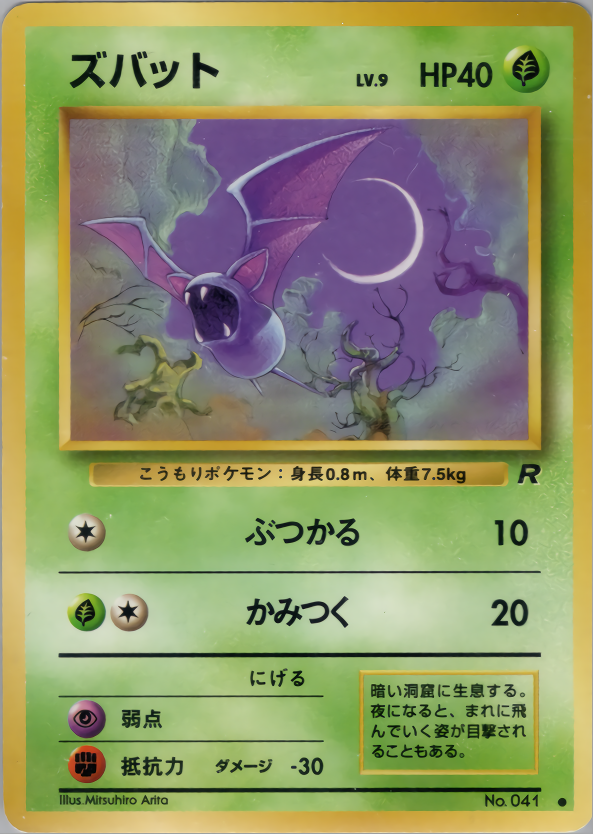 ズバット LV.9 HP40
こうもりポケモン：身長0.8m、体重7.5kg R
ぶつかる 10
かみつく 20
にげる
弱点
抵抗力 ダメージ -30
暗い洞窟に生息する。
夜になると、まれに飛
んでいく姿が目撃され
ることもある。
Illus. Mitsuhiro Arita
No. 041 ●